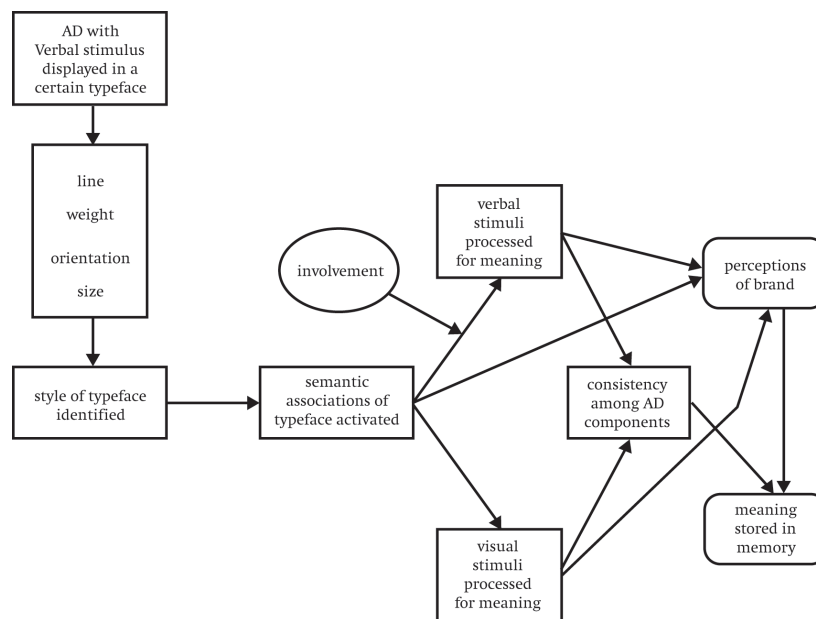 AD with
Verbal stimulus
displayed in a
certain typeface
line
weight
orientation
size
style of typeface
identified
semantic
associations of
typeface activated
involvement
verbal
stimuli
processed
for meaning
visual
stimuli
processed
for meaning
consistency
among AD
components
perceptions
of brand
meaning
stored in
memory